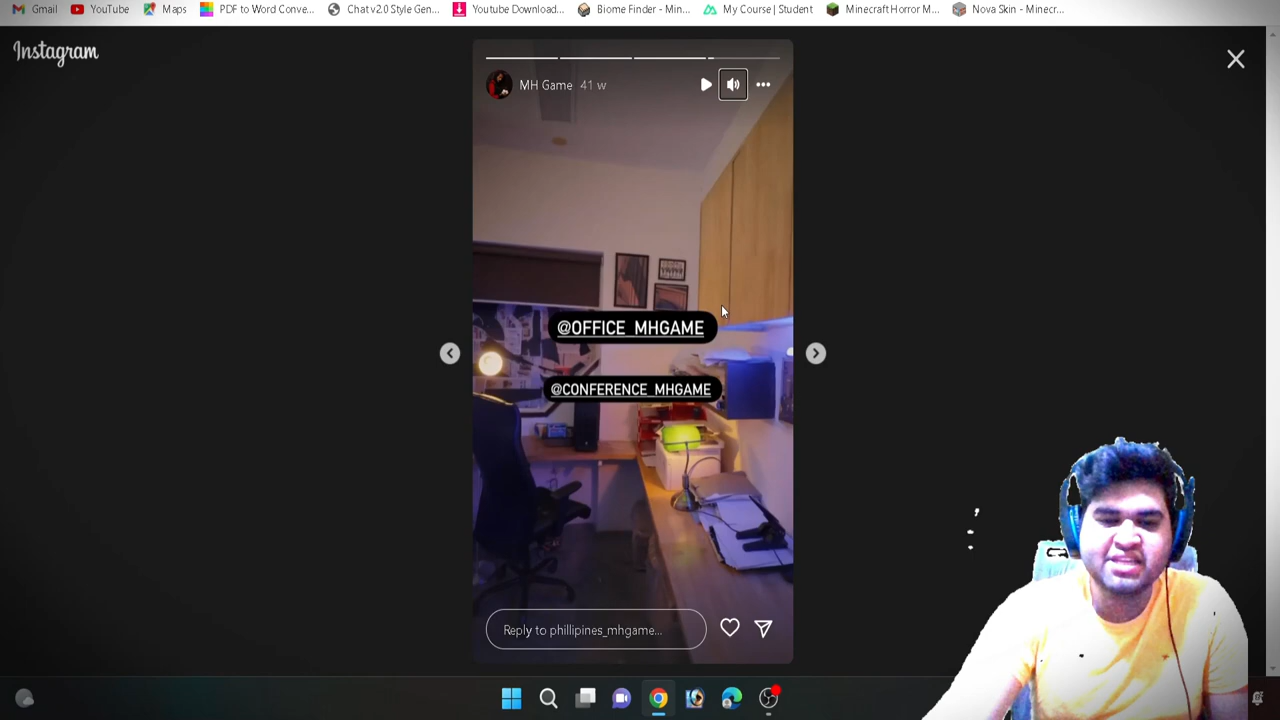 Gmail
YouTube
Maps
PDF to Word Conve...
Chat v2.0 Style Gen...
Youtube Download...
Biome Finder - Min...
My Course | Student
Minecraft Horror M...
Nova Skin - Minecr...
Instagram
MH Game 41 w
@OFFICE_MHGAME
@CONFERENCE_MHGAME
Reply to phillipines_mhgame...